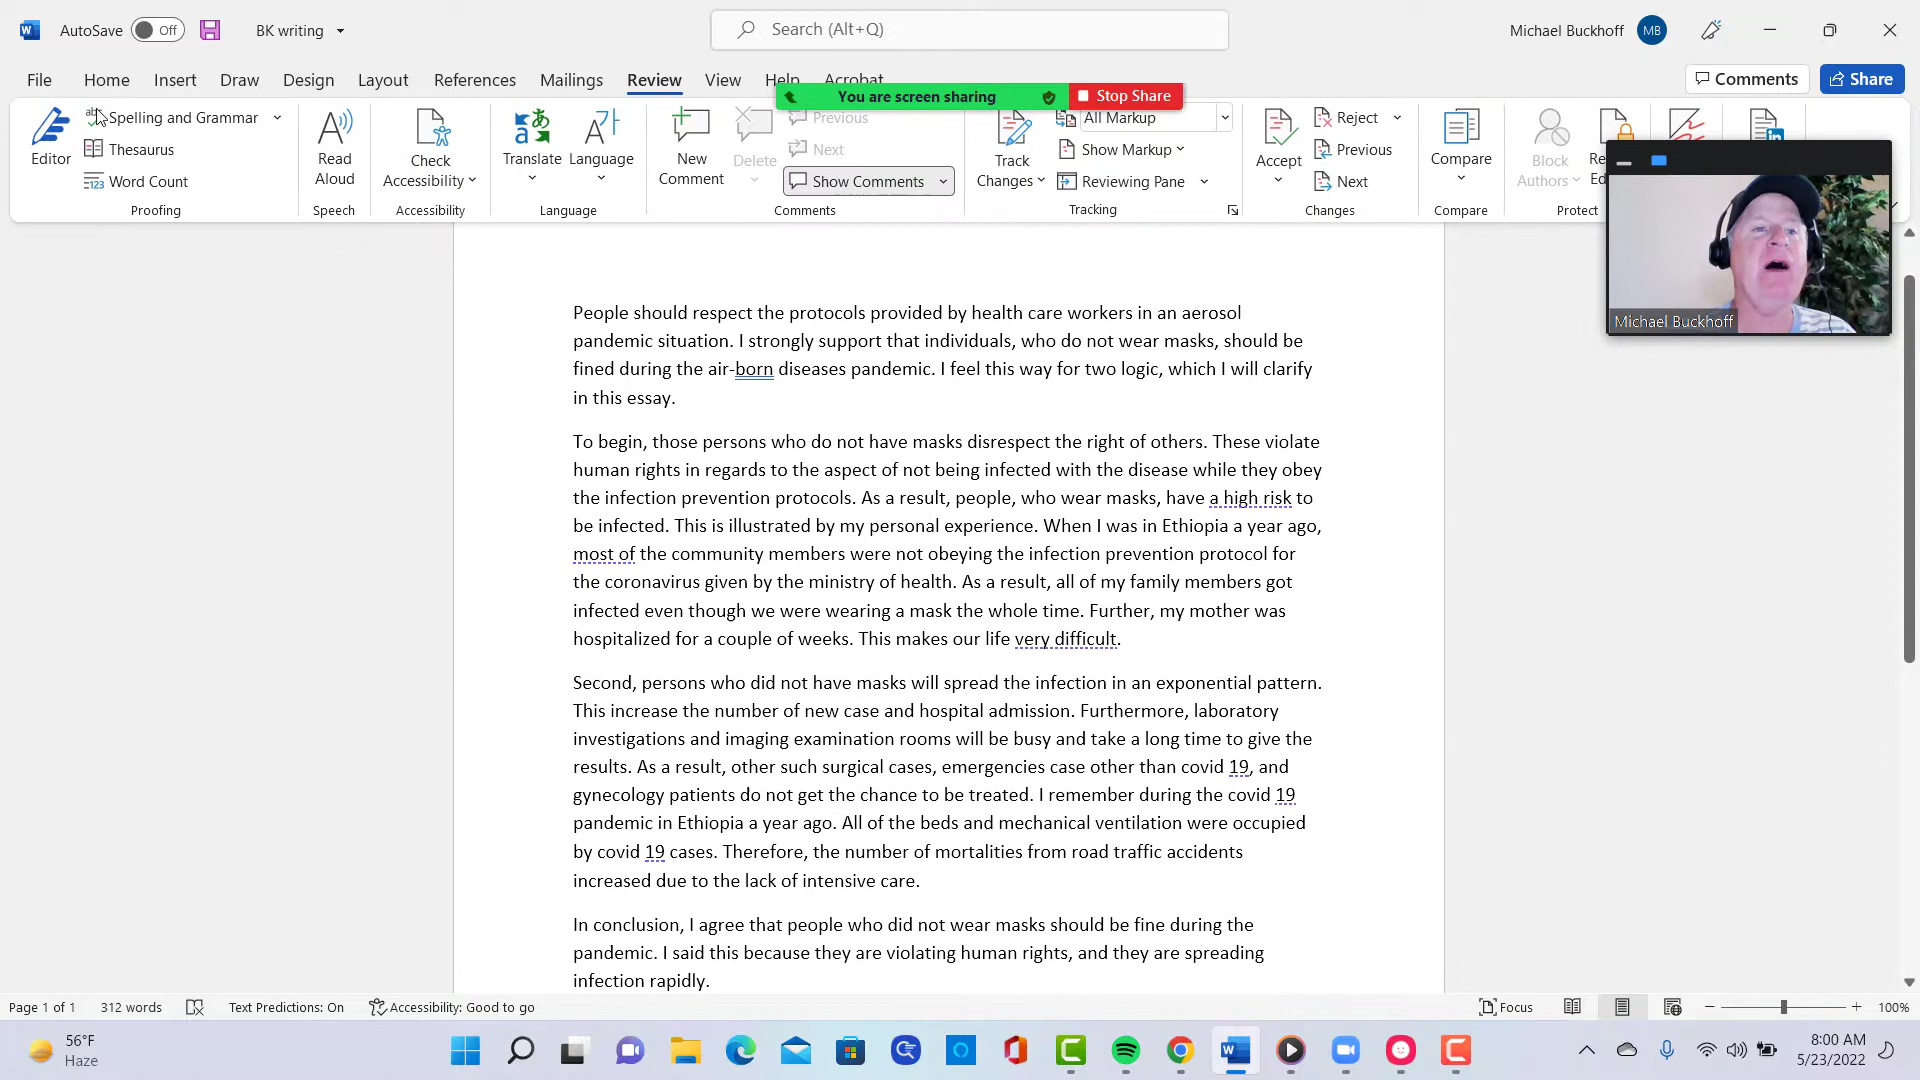 AutoSave Off BK writing Search (Alt+Q) Michael Buckhoff MB
File Home Insert Draw Design Layout References Mailings Review View Help Acrobat Comments Share
You are screen sharing Stop Share
Editor
Spelling and Grammar
Thesaurus
Word Count
Proofing
Read Aloud
Speech
Check Accessibility
Accessibility
Translate
Language
Language
New Comment
Delete
Previous
Next
Show Comments
Comments
Track Changes
All Markup
Show Markup
Reviewing Pane
Tracking
Accept
Reject
Previous
Next
Changes
Compare
Compare
Block Authors
Protect
Michael Buckhoff
People should respect the protocols provided by health care workers in an aerosol
pandemic situation. I strongly support that individuals, who do not wear masks, should be
fined during the air-born diseases pandemic. I feel this way for two logic, which I will clarify
in this essay.
To begin, those persons who do not have masks disrespect the right of others. These violate
human rights in regards to the aspect of not being infected with the disease while they obey
the infection prevention protocols. As a result, people, who wear masks, have a high risk to
be infected. This is illustrated by my personal experience. When I was in Ethiopia a year ago,
most of the community members were not obeying the infection prevention protocol for
the coronavirus given by the ministry of health. As a result, all of my family members got
infected even though we were wearing a mask the whole time. Further, my mother was
hospitalized for a couple of weeks. This makes our life very difficult.
Second, persons who did not have masks will spread the infection in an exponential pattern.
This increase the number of new case and hospital admission. Furthermore, laboratory
investigations and imaging examination rooms will be busy and take a long time to give the
results. As a result, other such surgical cases, emergencies case other than covid 19, and
gynecology patients do not get the chance to be treated. I remember during the covid 19
pandemic in Ethiopia a year ago. All of the beds and mechanical ventilation were occupied
by covid 19 cases. Therefore, the number of mortalities from road traffic accidents
increased due to the lack of intensive care.
In conclusion, I agree that people who did not wear masks should be fine during the
pandemic. I said this because they are violating human rights, and they are spreading
infection rapidly.
Page 1 of 1 312 words Text Predictions: On Accessibility: Good to go Focus 100%
56°F
Haze
8:00 AM
5/23/2022